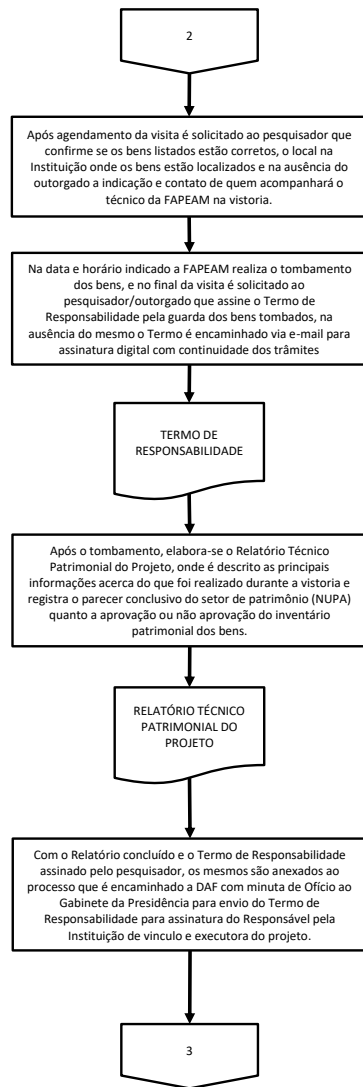 2
Após agendamento da visita é solicitado ao pesquisador que
confirme se os bens listados estão corretos, o local na
Instituição onde os bens estão localizados e na ausência do
outorgado a indicação e contato de quem acompanhará o
técnico da FAPEAM na vistoria.
Na data e horário indicado a FAPEAM realiza o tombamento
dos bens, e no final da visita é solicitado ao
pesquisador/outorgado que assine o Termo de
Responsabilidade pela guarda dos bens tombados, na
ausência do mesmo o Termo é encaminhado via e-mail para
assinatura digital com continuidade dos trâmites
TERMO DE
RESPONSABILIDADE
Após o tombamento, elabora-se o Relatório Técnico
Patrimonial do Projeto, onde é descrito as principais
informações acerca do que foi realizado durante a vistoria e
registra o parecer conclusivo do setor de patrimônio (NUPA)
quanto a aprovação ou não aprovação do inventário
patrimonial dos bens.
RELATÓRIO TÉCNICO
PATRIMONIAL DO
PROJETO
Com o Relatório concluído e o Termo de Responsabilidade
assinado pelo pesquisador, os mesmos são anexados ao
processo que é encaminhado a DAF com minuta de Ofício ao
Gabinete da Presidência para envio do Termo de
Responsabilidade para assinatura do Responsável pela
Instituição de vinculo e executora do projeto.
3